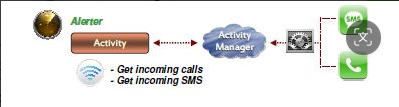 Alerter
Activity
Activity
Manager
SMS
- Get incoming calls
- Get incoming SMS